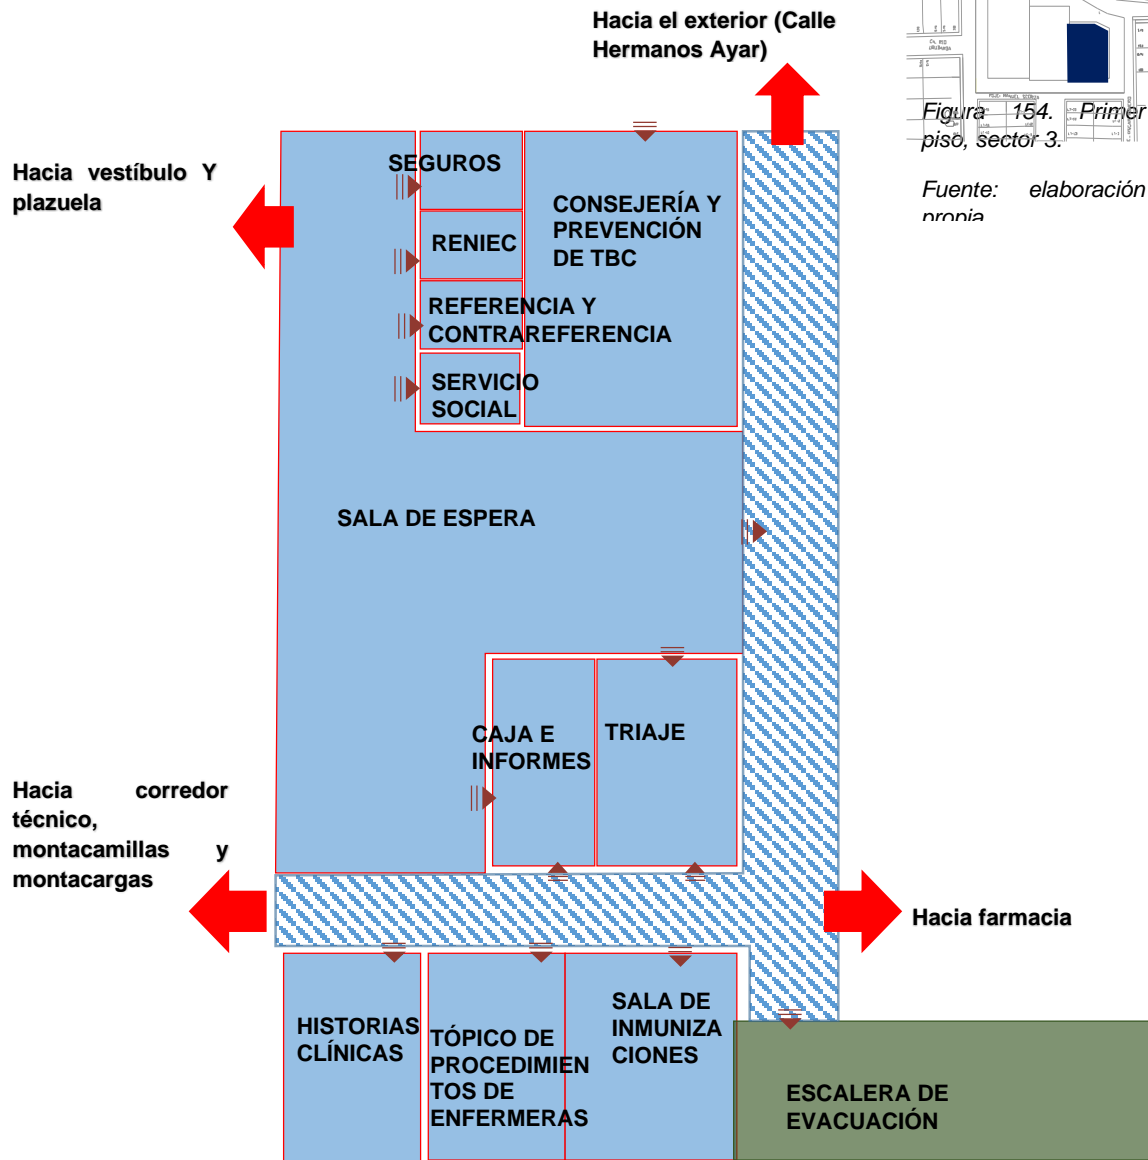 Hacia el exterior (Calle
Hermanos Ayar)
Figura 154. Primer
piso, sector 3.
Fuente: elaboración
propia
Hacia vestíbulo Y
plazuela
SEGUROS
RENIEC
REFERENCIA Y
CONTRAREFERENCIA
SERVICIO
SOCIAL
CONSEJERÍA Y
PREVENCIÓN
DE TBC
SALA DE ESPERA
CAJA E
INFORMES
TRIAJE
Hacia corredor
técnico,
montacamillas y
montacargas
Hacia farmacia
HISTORIAS
CLÍNICAS
TÓPICO DE
PROCEDIMIEN
TOS DE
ENFERMERAS
SALA DE
INMUNIZA
CIONES
ESCALERA DE
EVACUACIÓN